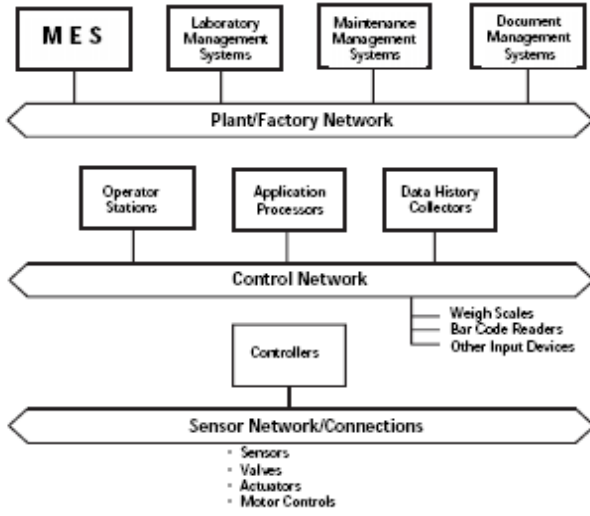 M E S
Laboratory
Management
Systems
Maintenance
Management
Systems
Document
Management
Systems
Plant/Factory Network
Operator
Stations
Application
Processors
Data History
Collectors
Control Network
Weigh Scales
Bar Code Readers
Other Input Devices
Controllers
Sensor Network/Connections
· Sensors
· Valves
· Actuators
· Motor Controls